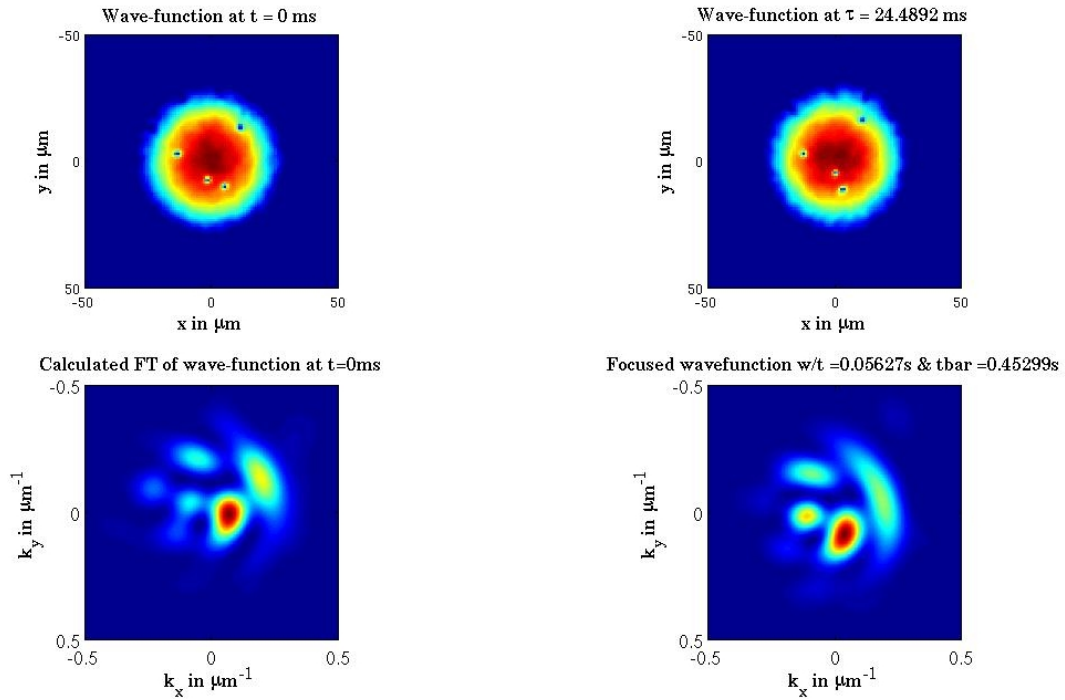 Wave-function at t = 0 ms
-50
0
50
y in μm
-50 0 50
x in μm
Wave-function at τ = 24.4892 ms
-50
0
50
y in μm
-50 0 50
x in μm
Calculated FT of wave-function at t=0ms
-0.5
0
0.5
k_y in μm⁻¹
-0.5 0 0.5
k_x in μm⁻¹
Focused wavefunction w/t =0.05627s & tbar =0.45299s
-0.5
0
0.5
k_y in μm⁻¹
-0.5 0 0.5
k_x in μm⁻¹